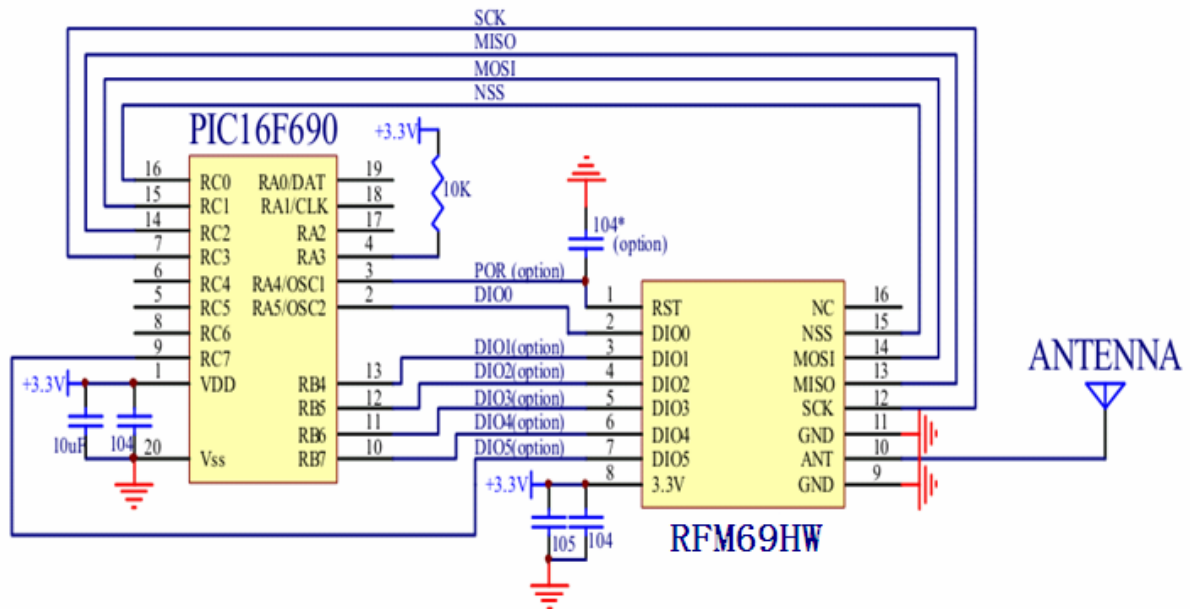 SCK
MISO
MOSI
NSS
PIC16F690
+3.3V
10K
16 RC0 RA0/DAT 19
15 RC1 RA1/CLK 18
14 RC2 RA2 17
7 RC3 RA3 4
6 RC4 RA4/OSC1 3
5 RC5 RA5/OSC2 2
8 RC6
9 RC7
1 VDD RB4 13
RB5 12
RB6 11
20 Vss RB7 10
+3.3V
10uF
104
104*
(option)
POR (option)
DIO0
DIO1(option)
DIO2(option)
DIO3(option)
DIO4(option)
DIO5(option)
+3.3V
105
104
1 RST NC 16
2 DIO0 NSS 15
3 DIO1 MOSI 14
4 DIO2 MISO 13
5 DIO3 SCK 12
6 DIO4 GND 11
7 DIO5 ANT 10
8 3.3V GND 9
RFM69HW
ANTENNA